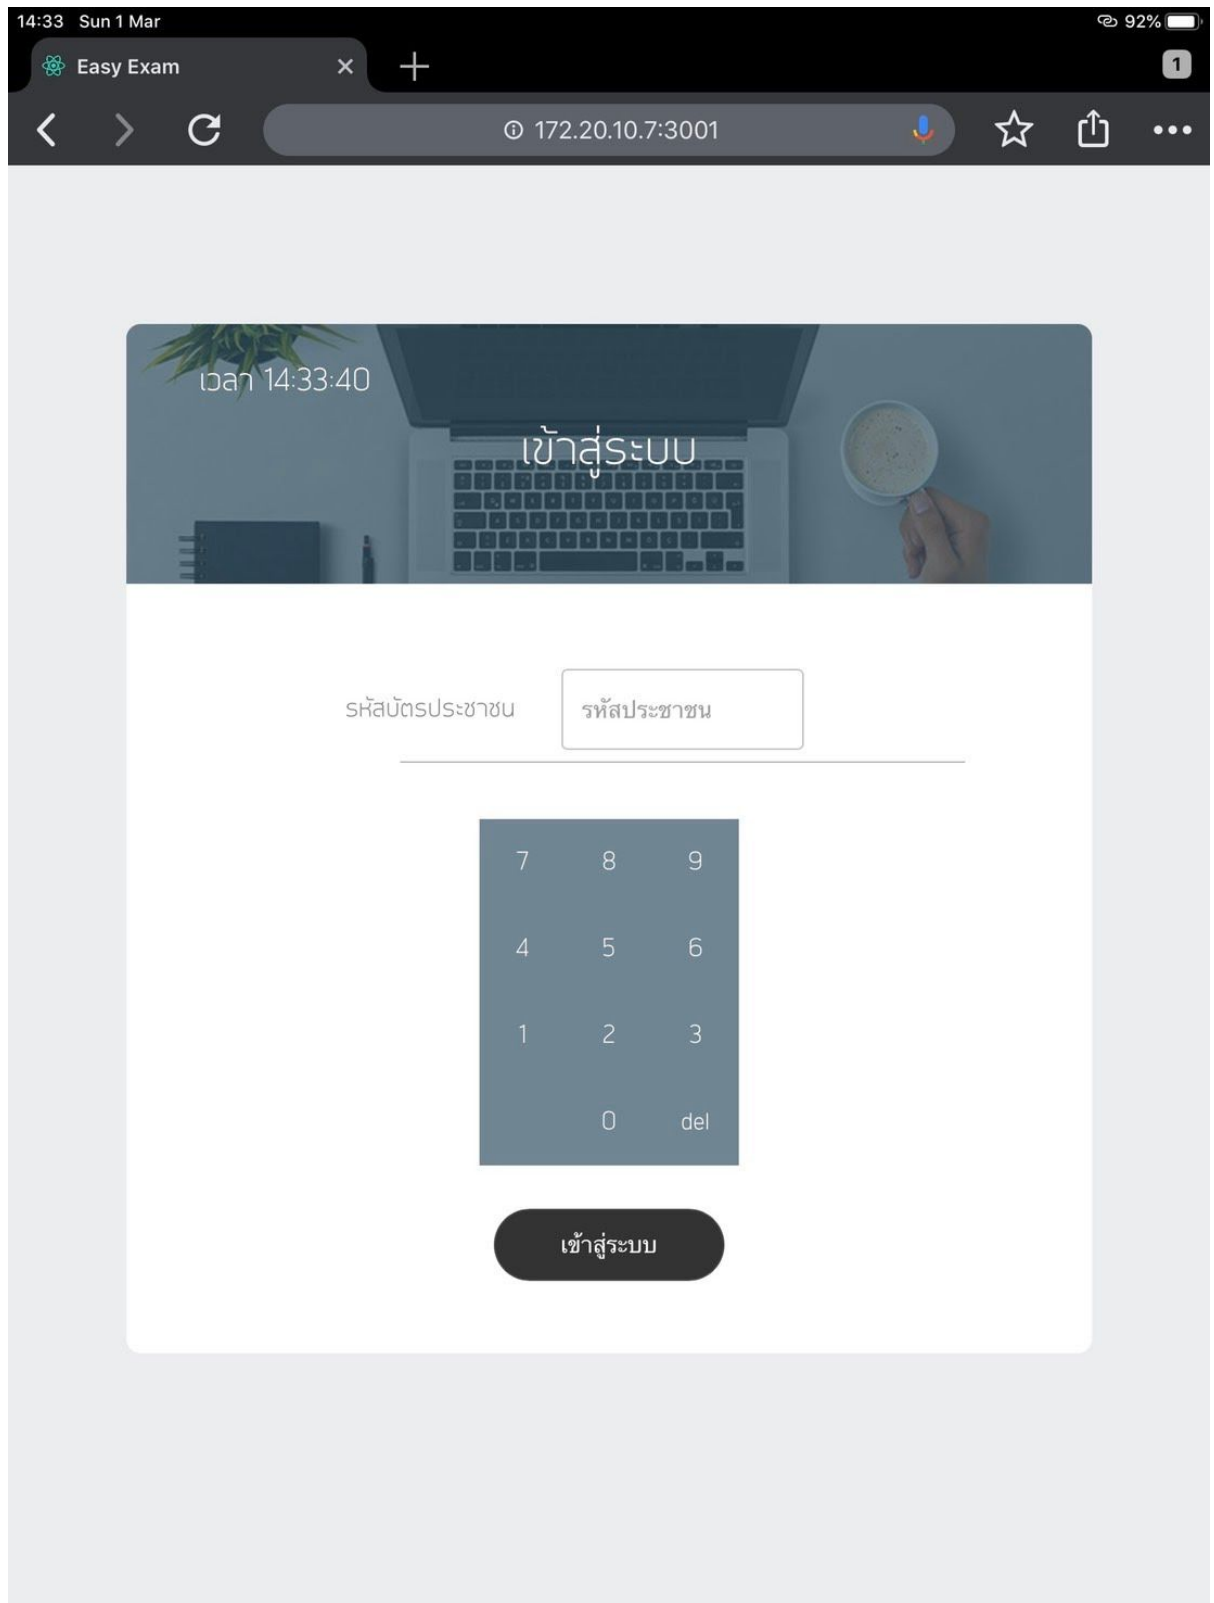 14:33 Sun 1 Mar 92%
Easy Exam 1
172.20.10.7:3001
เวลา 14:33:40
เข้าสู่ระบบ
รหัสบัตรประชาชน รหัสประชาชน
7 8 9
4 5 6
1 2 3
0 del
เข้าสู่ระบบ